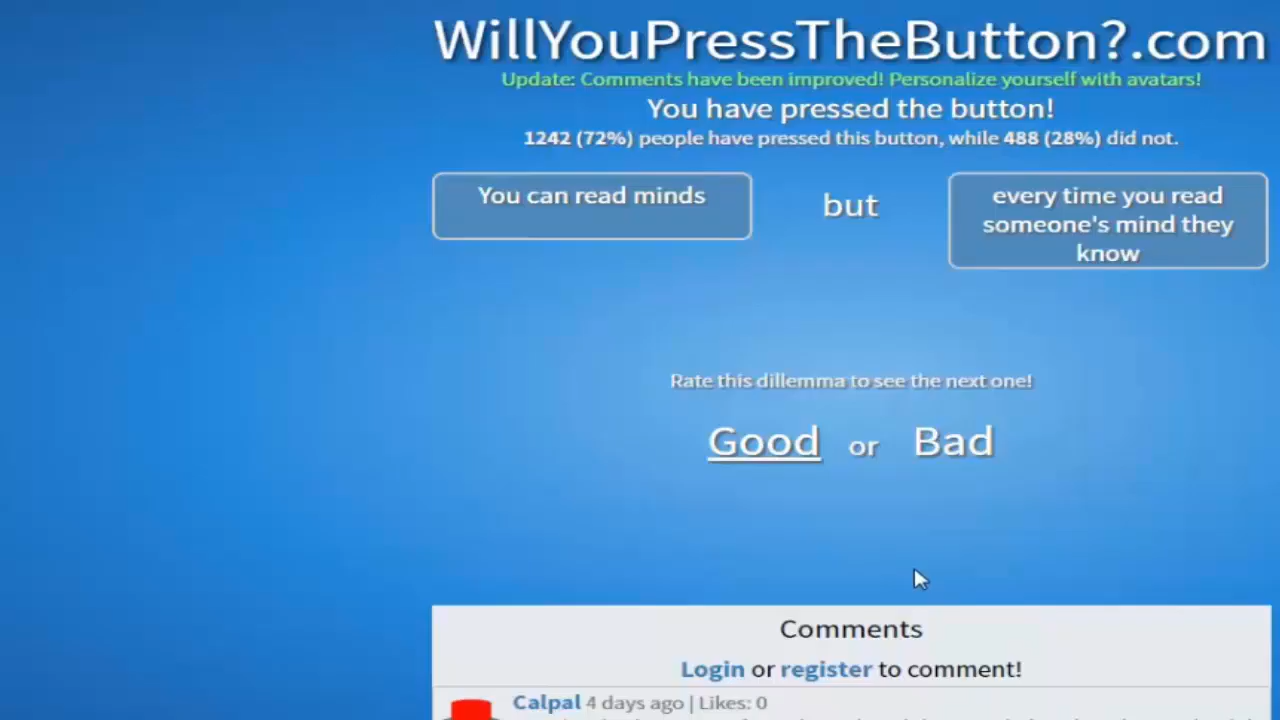 WillYouPressTheButton?.com
Update: Comments have been improved! Personalize yourself with avatars!
You have pressed the button!
1242 (72%) people have pressed this button, while 488 (28%) did not.
You can read minds
but
every time you read
someone's mind they
know
Rate this dillemma to see the next one!
Good or Bad
Comments
Login or register to comment!
Calpal 4 days ago | Likes: 0